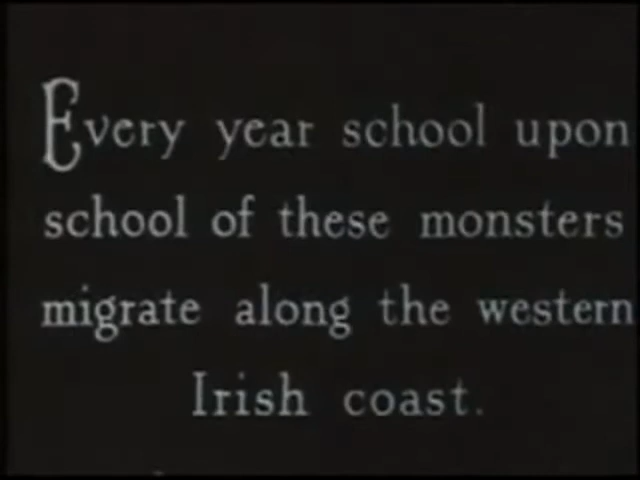 Every year school upon
school of these monsters
migrate along the western
Irish coast.